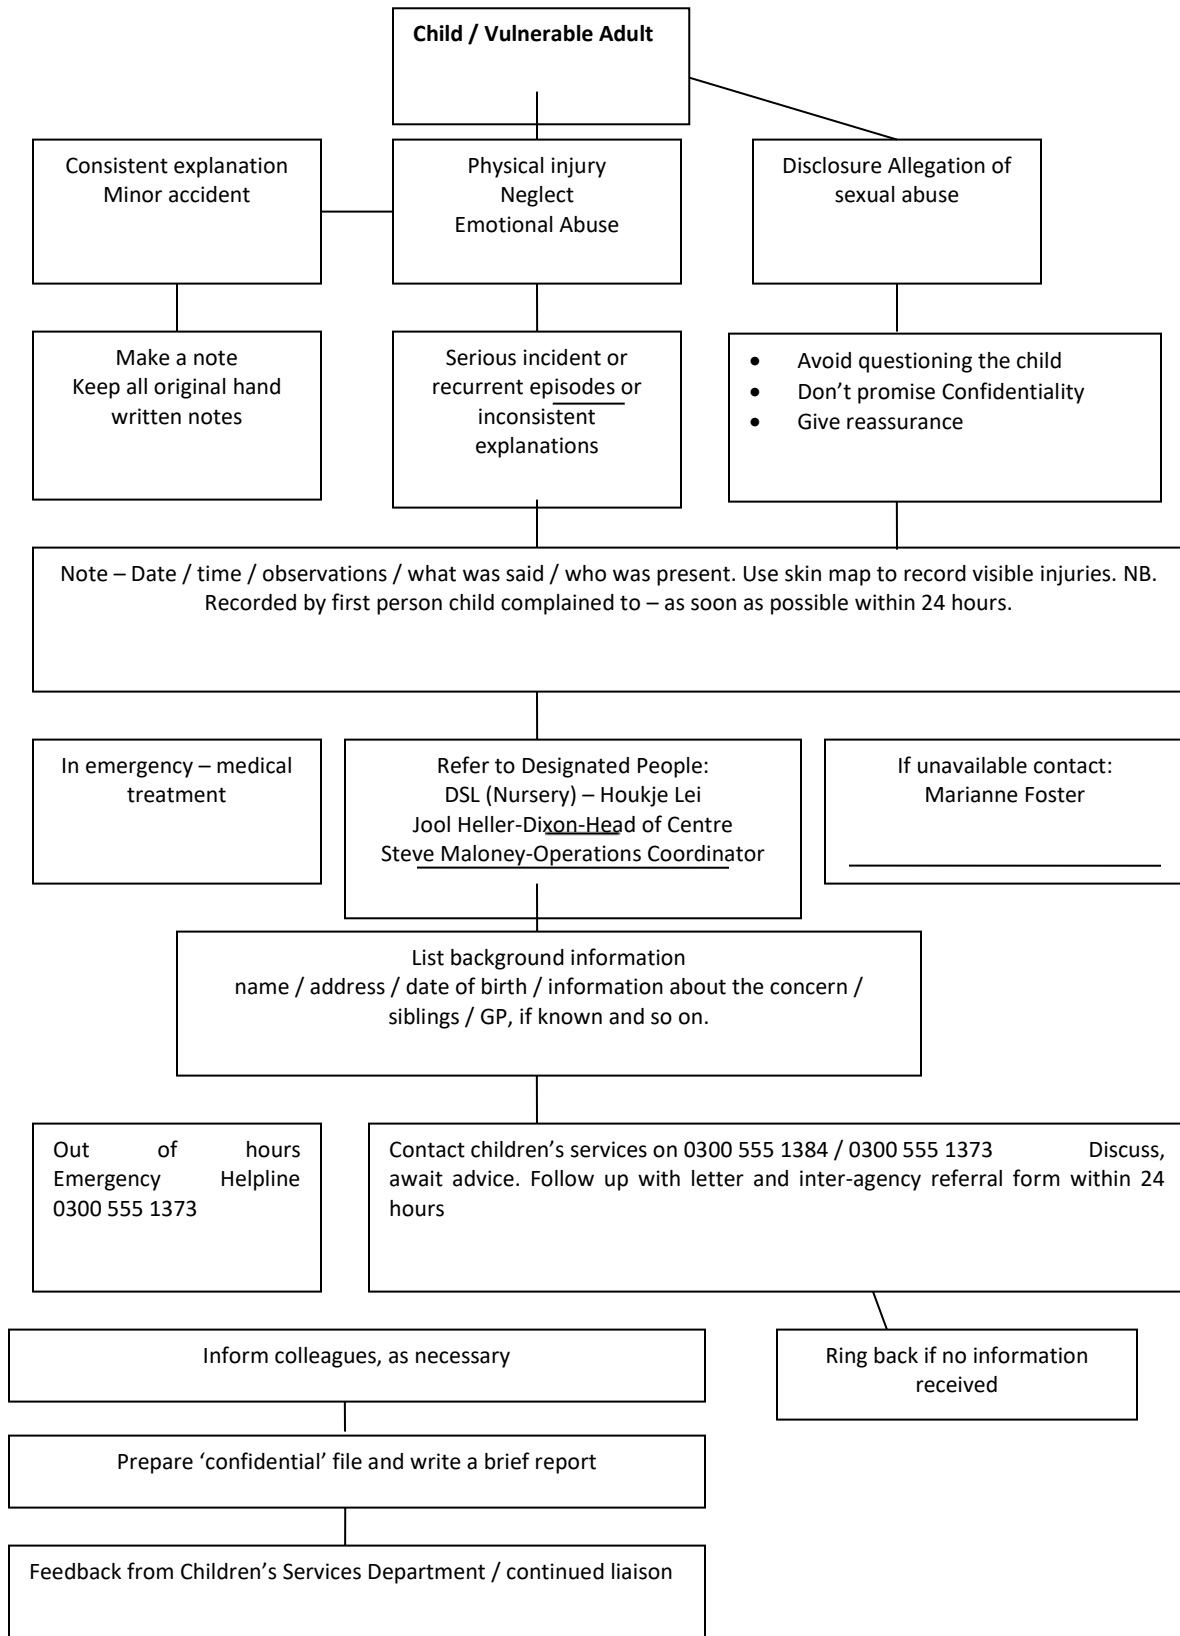 Child / Vulnerable Adult
Consistent explanation
Minor accident
Physical injury
Neglect
Emotional Abuse
Disclosure Allegation of
sexual abuse
Make a note
Keep all original hand
written notes
Serious incident or
recurrent episodes or
inconsistent
explanations
• Avoid questioning the child
• Don’t promise Confidentiality
• Give reassurance
Note – Date / time / observations / what was said / who was present. Use skin map to record visible injuries. NB.
Recorded by first person child complained to – as soon as possible within 24 hours.
In emergency – medical
treatment
Refer to Designated People:
DSL (Nursery) – Houkje Lei
Jool Heller-Dixon-Head of Centre
Steve Maloney-Operations Coordinator
If unavailable contact:
Marianne Foster
List background information
name / address / date of birth / information about the concern /
siblings / GP, if known and so on.
Out of hours
Emergency Helpline
0300 555 1373
Contact children’s services on 0300 555 1384 / 0300 555 1373 Discuss,
await advice. Follow up with letter and inter-agency referral form within 24
hours
Inform colleagues, as necessary
Ring back if no information
received
Prepare ‘confidential’ file and write a brief report
Feedback from Children’s Services Department / continued liaison